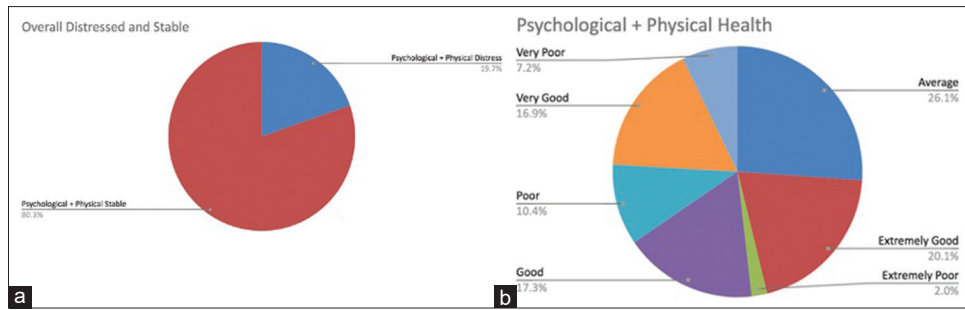 Overall Distressed and Stable
Psychological + Physical Distress
19.7%
Psychological + Physical Stable
80.3%
a
Psychological + Physical Health
Very Poor
7.2%
Average
26.1%
Very Good
16.9%
Poor
10.4%
Extremely Good
20.1%
Good
17.3%
Extremely Poor
2.0%
b